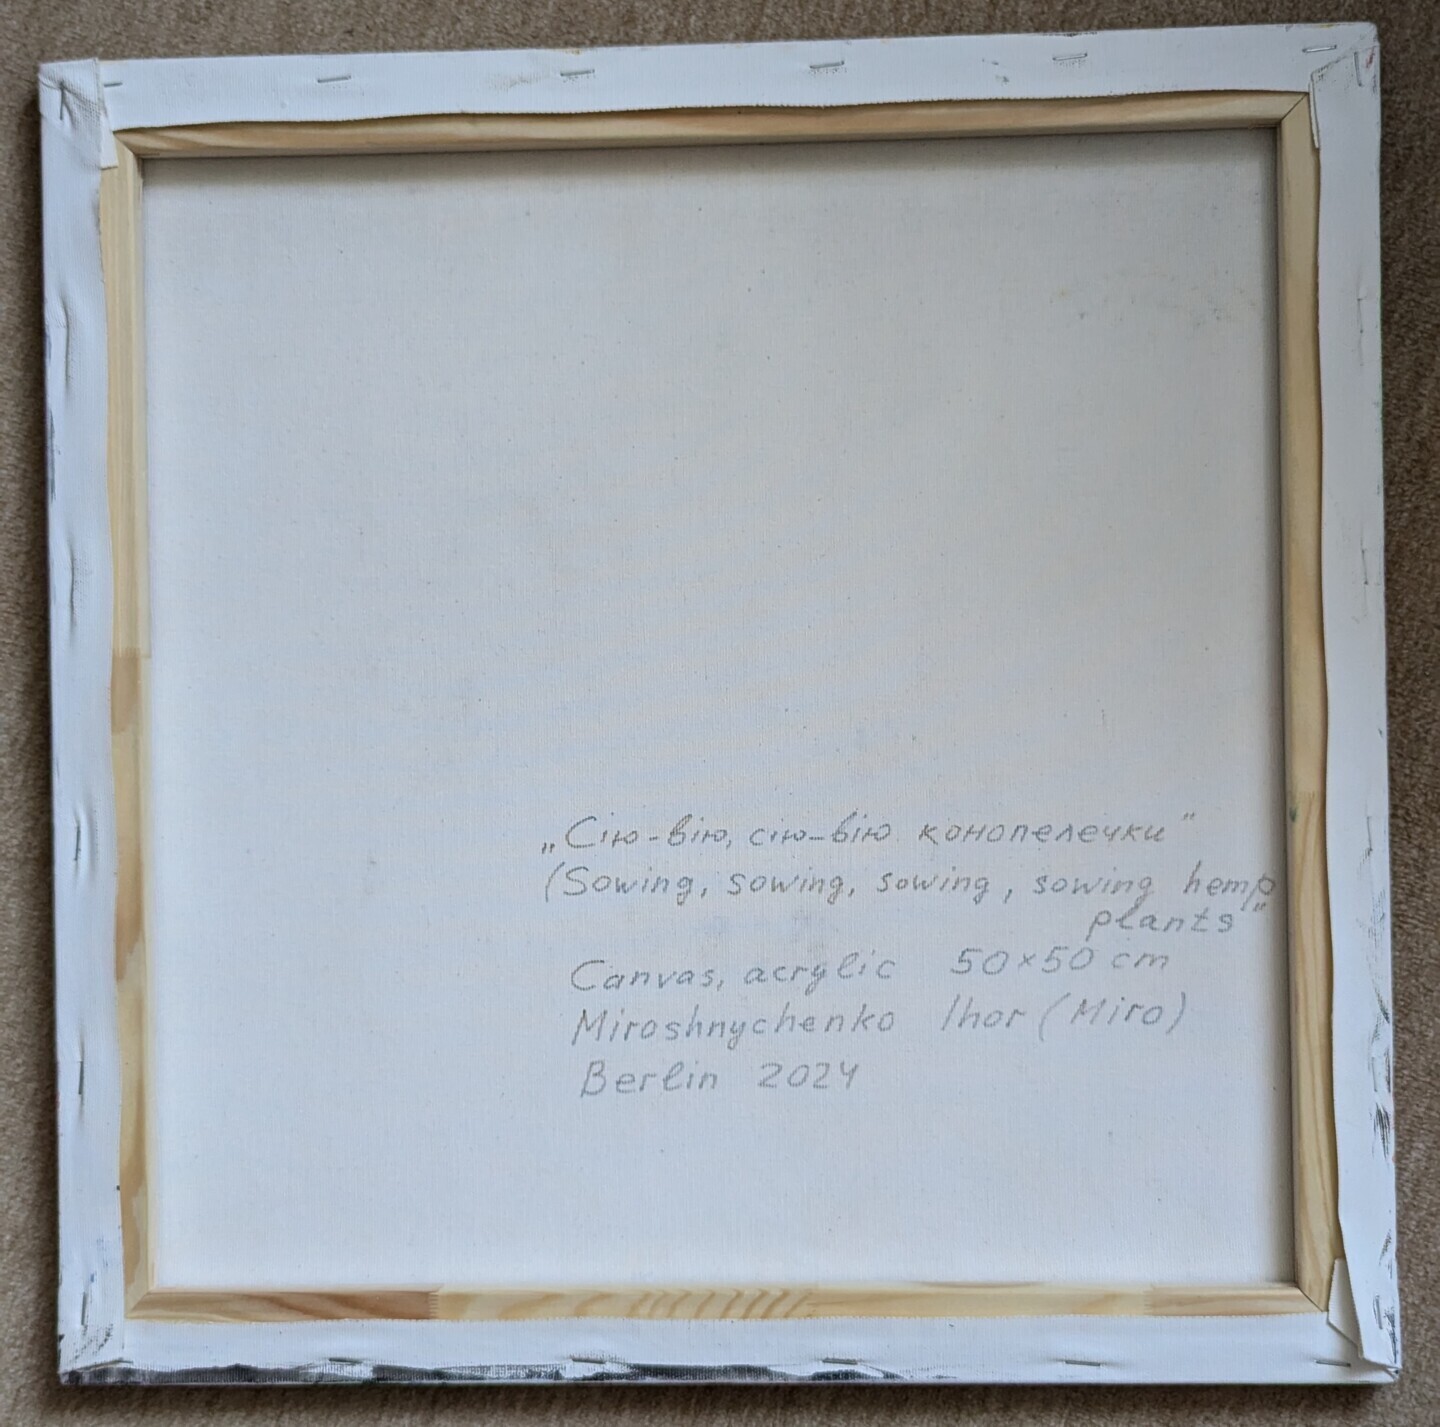 „Сію-вію, сію-вію конопелечки"
(Sowing, sowing, sowing, sowing hemp
plants"
Canvas, acrylic 50×50 cm
Miroshnychenko Ihor (Miro)
Berlin 2024